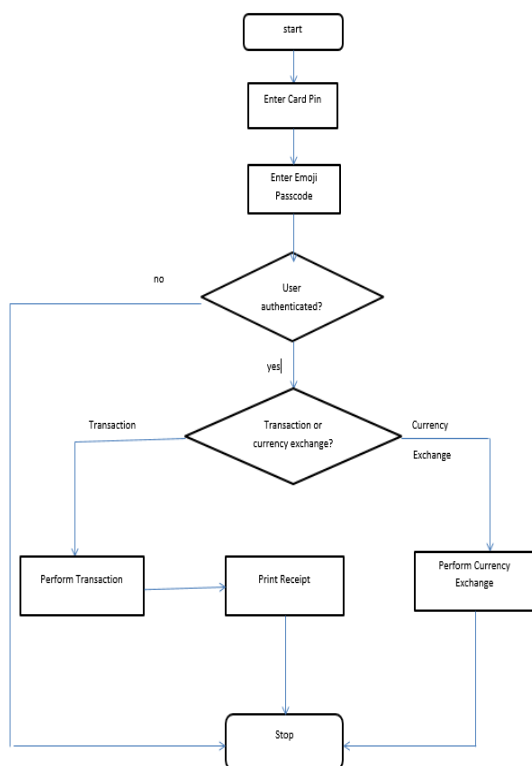 start
Enter Card Pin
Enter Emoji
Passcode
no
User
authenticated?
yes
Transaction
Transaction or
currency exchange?
Currency
Exchange
Perform Transaction
Print Receipt
Perform Currency
Exchange
Stop